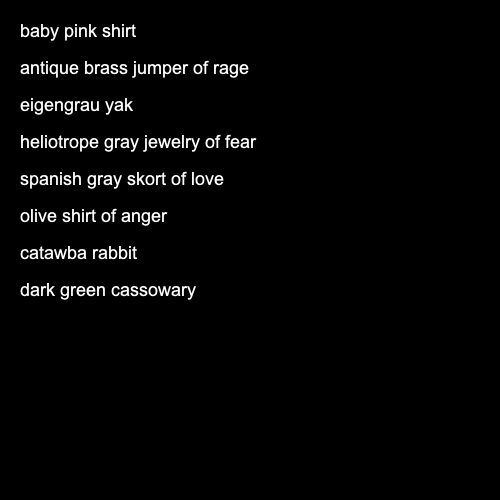 baby pink shirt
antique brass jumper of rage
eigengrau yak
heliotrope gray jewelry of fear
spanish gray skort of love
olive shirt of anger
catawba rabbit
dark green cassowary